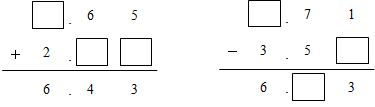 □ . 6 5
+ 2 . □ □
6 . 4 3
□ . 7 1
− 3 . 5 □
6 . □ 3